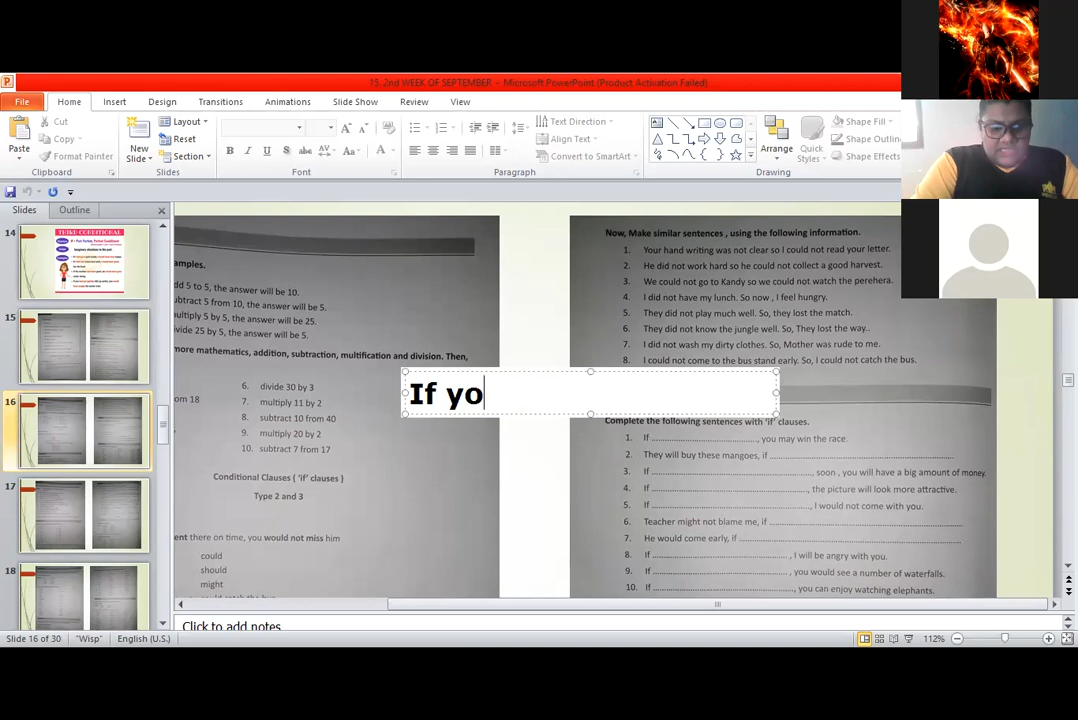 15. 2nd WEEK OF SEPTEMBER - Microsoft PowerPoint (Product Activation Failed)
File Home Insert Design Transitions Animations Slide Show Review View
Cut
Copy
Format Painter
Paste
Clipboard
New
Slide
Layout
Reset
Section
Slides
B I U S abc AV Aa A
Font
Text Direction
Align Text
Convert to SmartArt
Paragraph
Arrange
Quick
Styles
Shape Fill
Shape Outlin
Shape Effects
Drawing
Slides Outline
14
THIRD CONDITIONAL
15
16
17
18
amples.
dd 5 to 5, the answer will be 10.
ubtract 5 from 10, the answer will be 5.
ultiply 5 by 5, the answer will be 25.
vide 25 by 5, the answer will be 5.
more mathematics, addition, subtraction, multification and division. Then,
6. divide 30 by 3
om 18 7. multiply 11 by 2
8. subtract 10 from 40
9. multiply 20 by 2
10. subtract 7 from 17
Conditional Clauses ( 'if' clauses )
Type 2 and 3
ent there on time, you would not miss him
could
should
might
If yo
Now, Make similar sentences , using the following information.
1. Your hand writing was not clear so I could not read your letter.
2. He did not work hard so he could not collect a good harvest.
3. We could not go to Kandy so we could not watch the perehera.
4. I did not have my lunch. So now , I feel hungry.
5. They did not play much well. So, they lost the match.
6. They did not know the jungle well. So, They lost the way..
7. I did not wash my dirty clothes. So, Mother was rude to me.
8. I could not come to the bus stand early. So, I could not catch the bus.
Complete the following sentences with 'if' clauses.
1. If ............................, you may win the race.
2. They will buy these mangoes, if ............................
3. If ............................, soon , you will have a big amount of money.
4. If ............................, the picture will look more attractive.
5. If ............................, I would not come with you.
6. Teacher might not blame me, if ............................
7. He would come early, if ............................
8. If ............................, I will be angry with you.
9. If ............................, you would see a number of waterfalls.
10. If ............................, you can enjoy watching elephants.
Click to add notes
Slide 16 of 30 "Wisp" English (U.S.) 112%